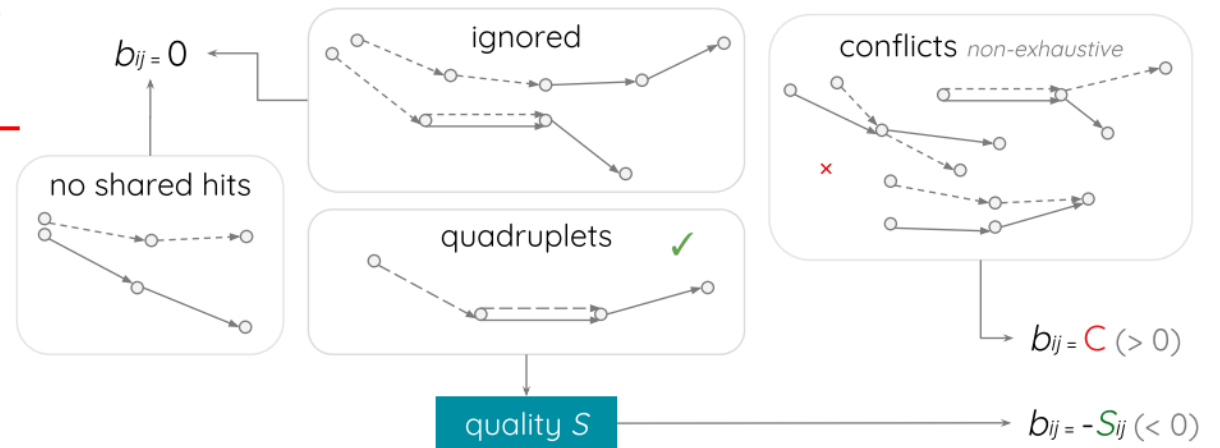 ignored
conflicts non-exhaustive
bij = 0
no shared hits
quadruplets ✓
×
bij = C (> 0)
quality S
bij = -Sij (< 0)